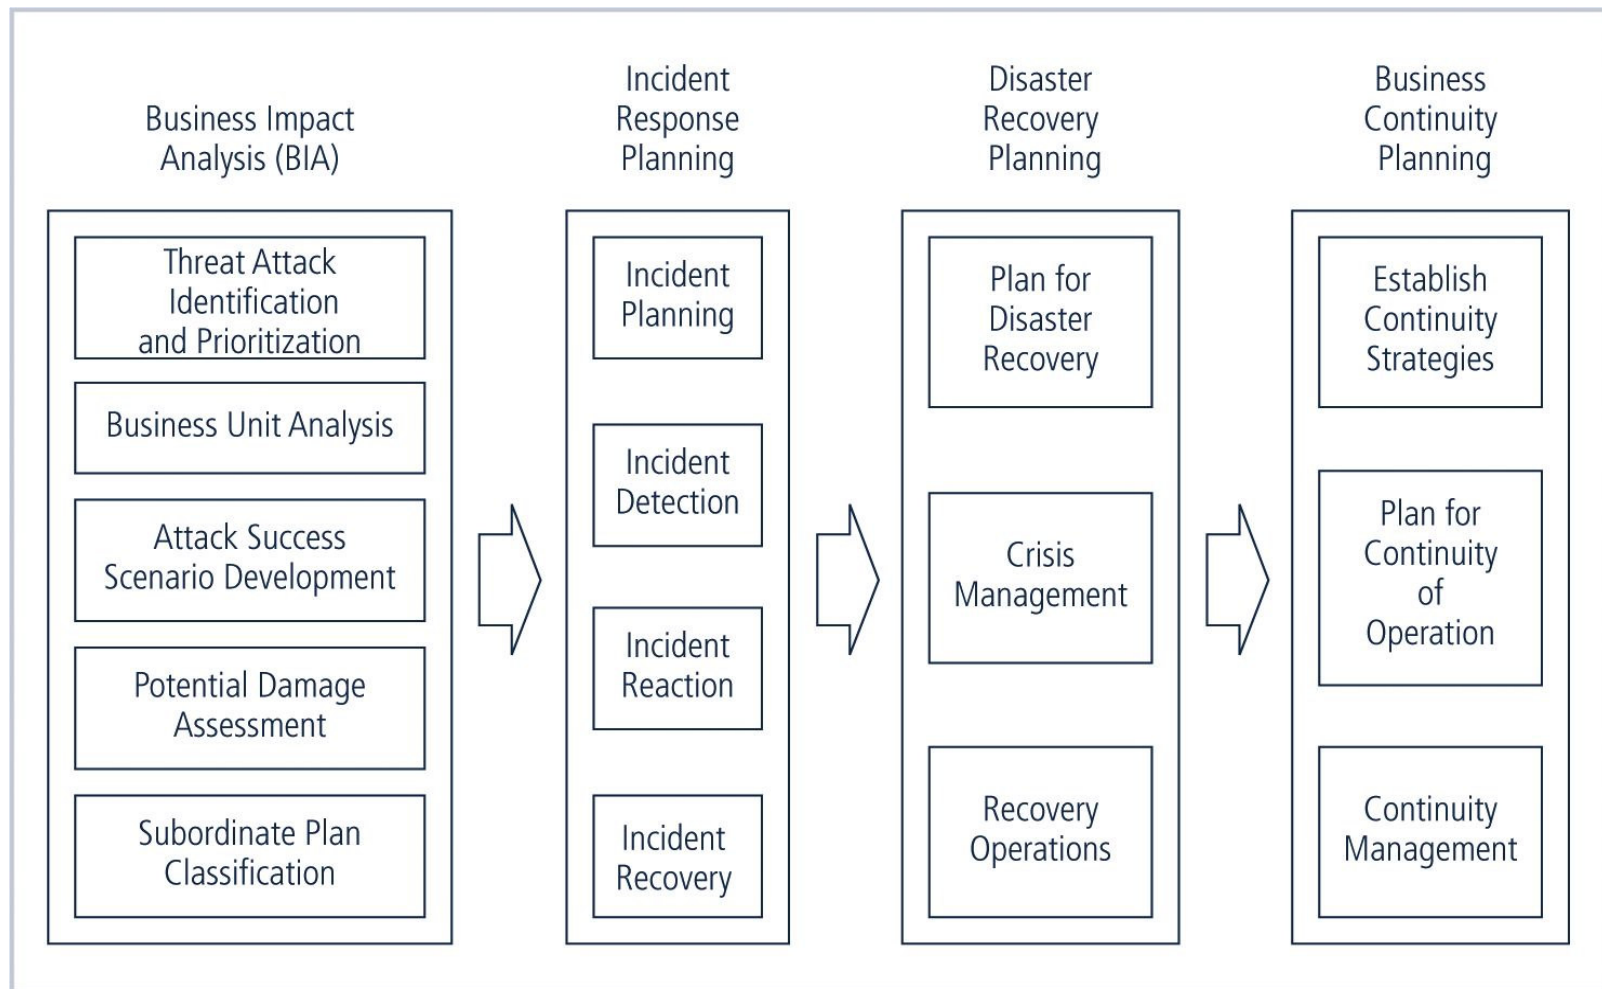 Business Impact
Analysis (BIA)
Threat Attack
Identification
and Prioritization
Business Unit Analysis
Attack Success
Scenario Development
Potential Damage
Assessment
Subordinate Plan
Classification
Incident
Response
Planning
Incident
Planning
Incident
Detection
Incident
Reaction
Incident
Recovery
Disaster
Recovery
Planning
Plan for
Disaster
Recovery
Crisis
Management
Recovery
Operations
Business
Continuity
Planning
Establish
Continuity
Strategies
Plan for
Continuity
of
Operation
Continuity
Management